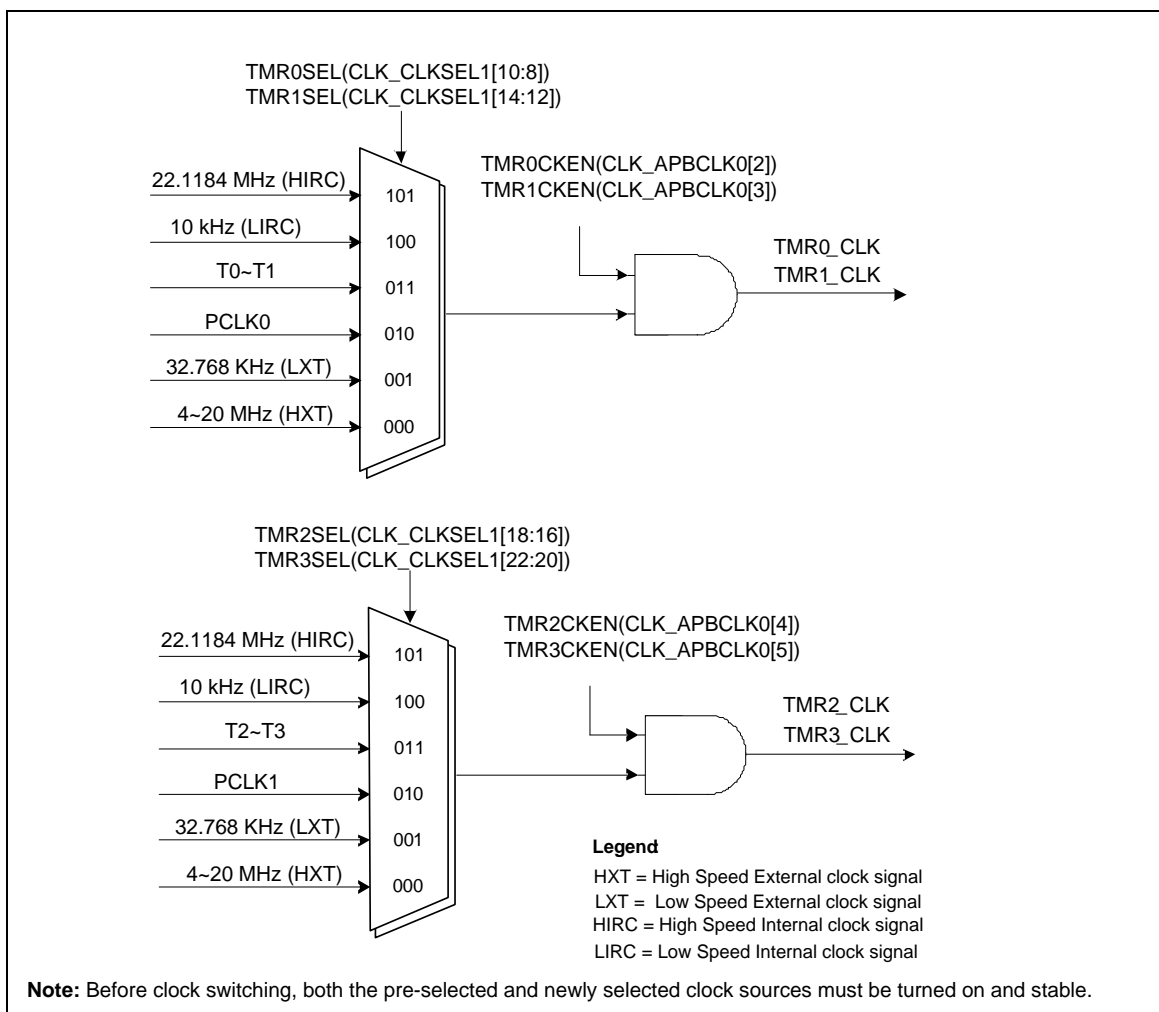 TMR0SEL(CLK_CLKSEL1[10:8])
TMR1SEL(CLK_CLKSEL1[14:12])
TMR0CKEN(CLK_APBCLK0[2])
TMR1CKEN(CLK_APBCLK0[3])
22.1184 MHz (HIRC)
101
10 kHz (LIRC)
100
T0~T1
011
PCLK0
010
32.768 KHz (LXT)
001
4~20 MHz (HXT)
000
TMR0_CLK
TMR1_CLK
TMR2SEL(CLK_CLKSEL1[18:16])
TMR3SEL(CLK_CLKSEL1[22:20])
TMR2CKEN(CLK_APBCLK0[4])
TMR3CKEN(CLK_APBCLK0[5])
22.1184 MHz (HIRC)
101
10 kHz (LIRC)
100
T2~T3
011
PCLK1
010
32.768 KHz (LXT)
001
4~20 MHz (HXT)
000
TMR2_CLK
TMR3_CLK
Legend:
HXT = High Speed External clock signal
LXT = Low Speed External clock signal
HIRC = High Speed Internal clock signal
LIRC = Low Speed Internal clock signal
Note: Before clock switching, both the pre-selected and newly selected clock sources must be turned on and stable.